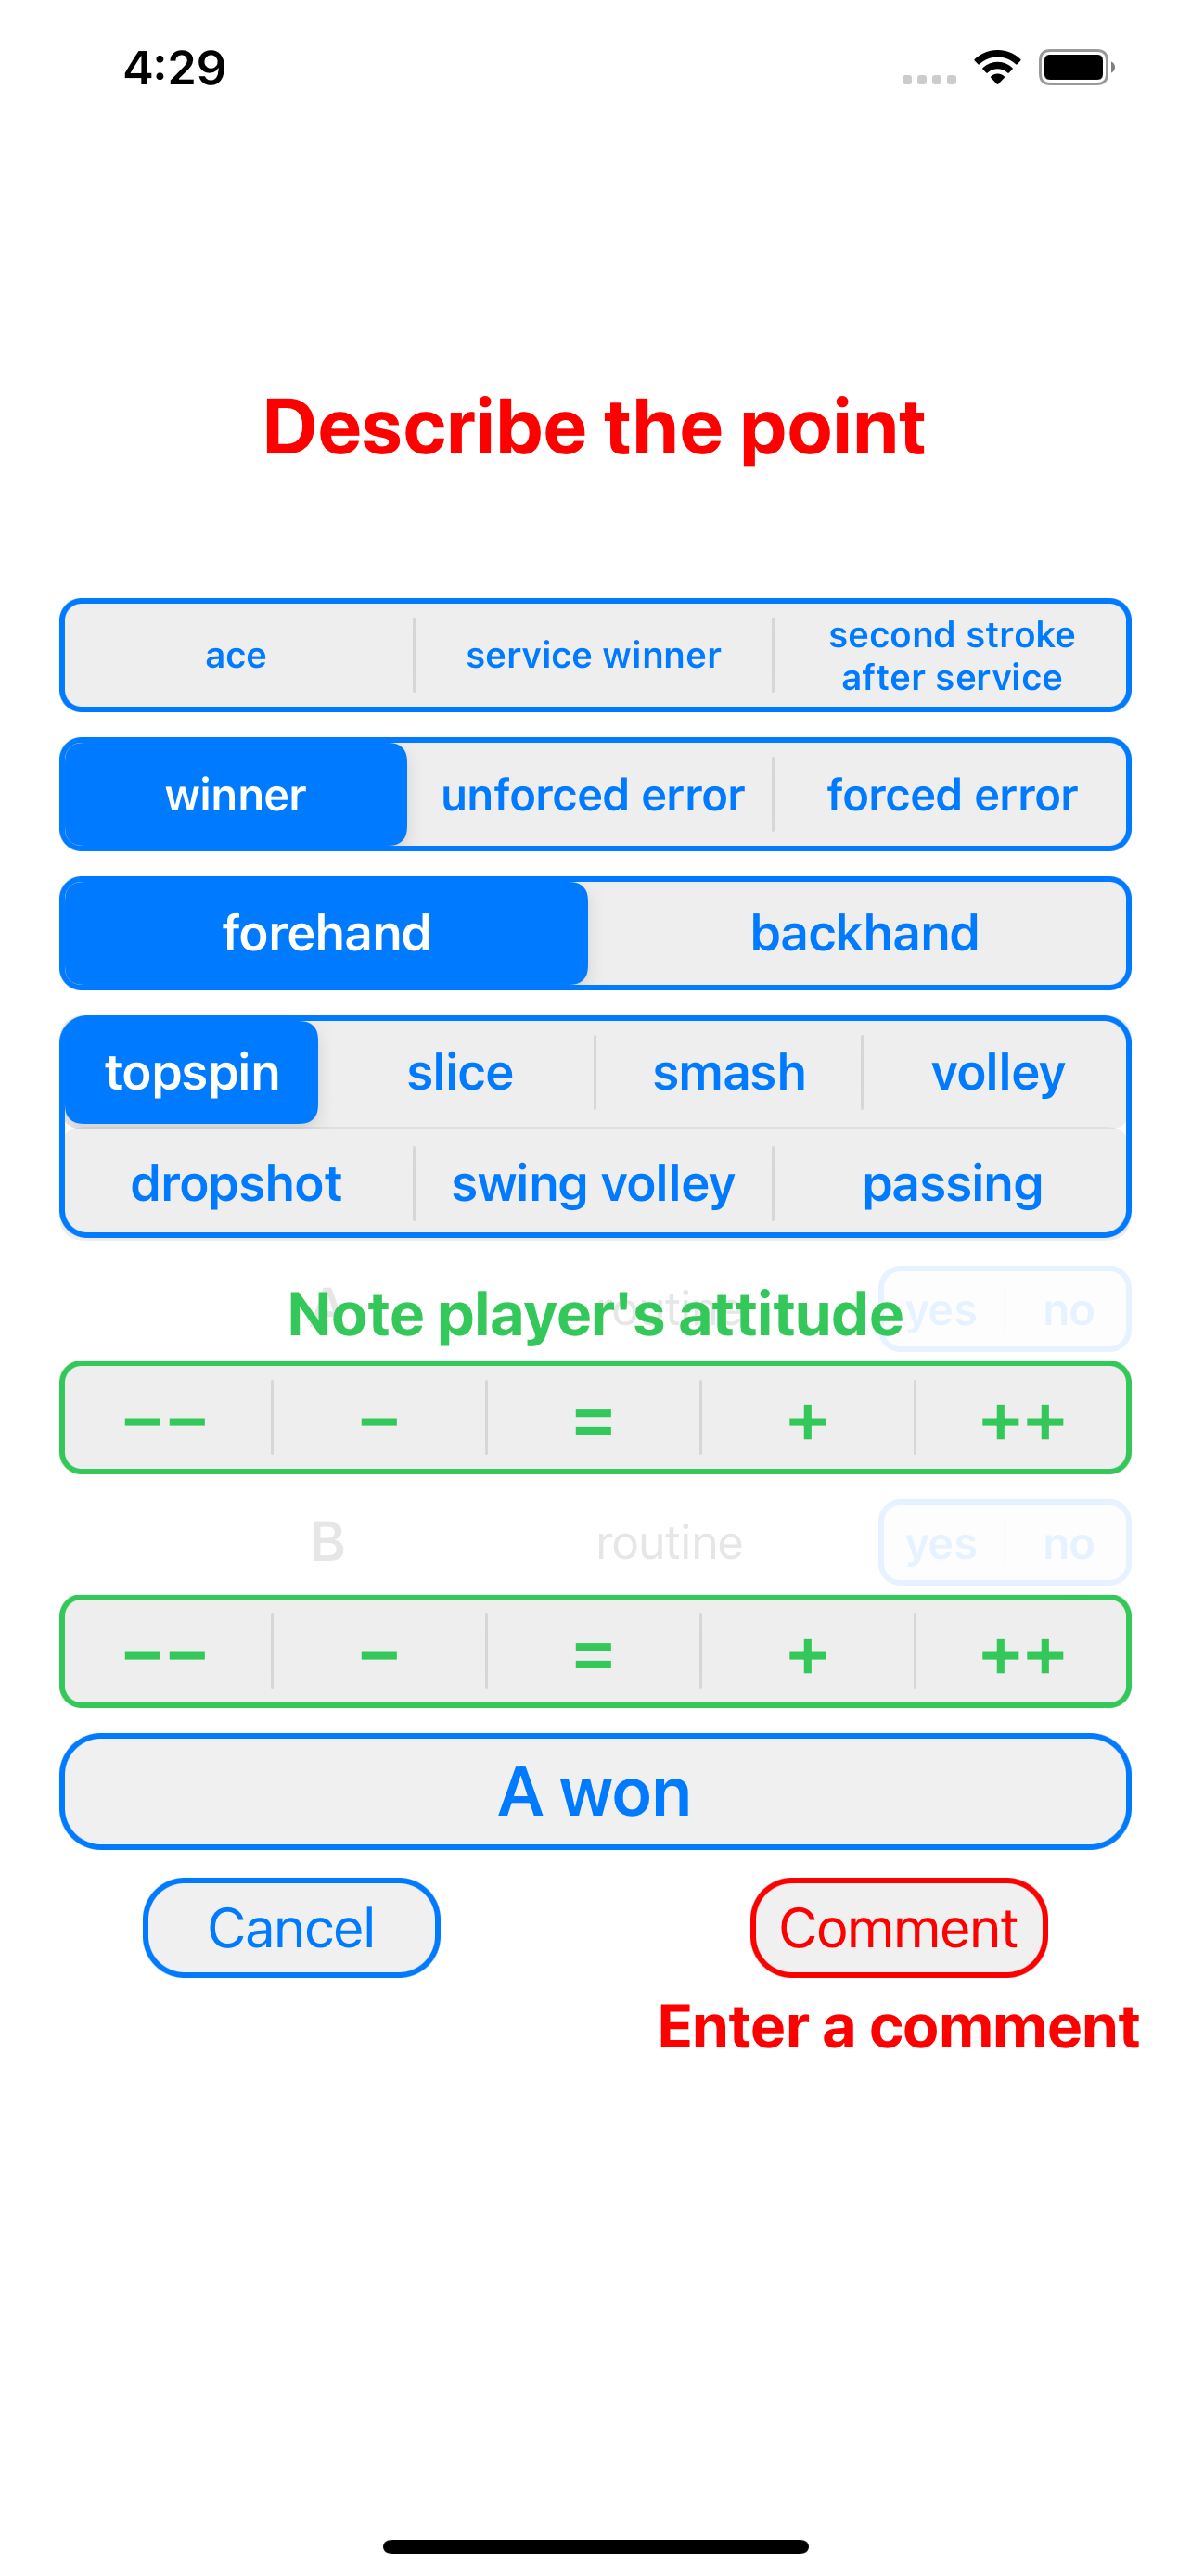 4:29
Describe the point
ace service winner second stroke
after service
winner unforced error forced error
forehand backhand
topspin slice smash volley
dropshot swing volley passing
A routine yes no
Note player's attitude
−− − = + ++
B routine yes no
−− − = + ++
A won
Cancel Comment
Enter a comment